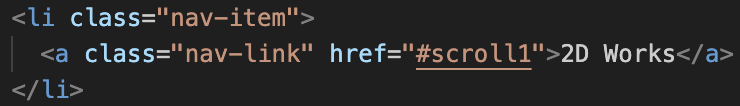 <li class="nav-item">
<a class="nav-link" href="#scroll1">2D Works</a>
</li>